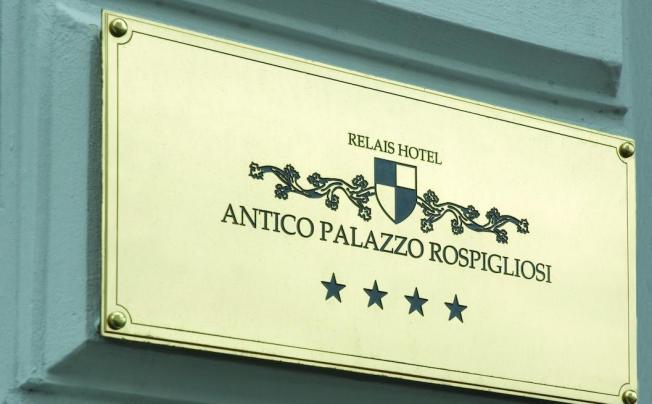 RELAIS HOTEL
ANTICO PALAZZO ROSPIGLIOSI